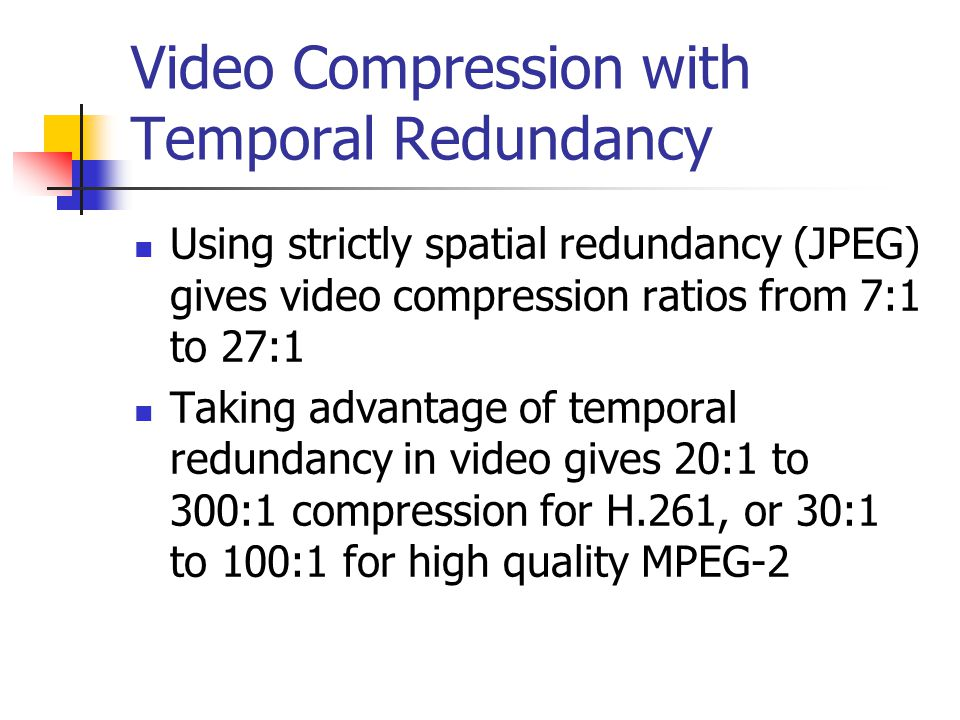 Video Compression with
Temporal Redundancy
Using strictly spatial redundancy (JPEG)
gives video compression ratios from 7:1
to 27:1
Taking advantage of temporal
redundancy in video gives 20:1 to
300:1 compression for H.261, or 30:1
to 100:1 for high quality MPEG-2